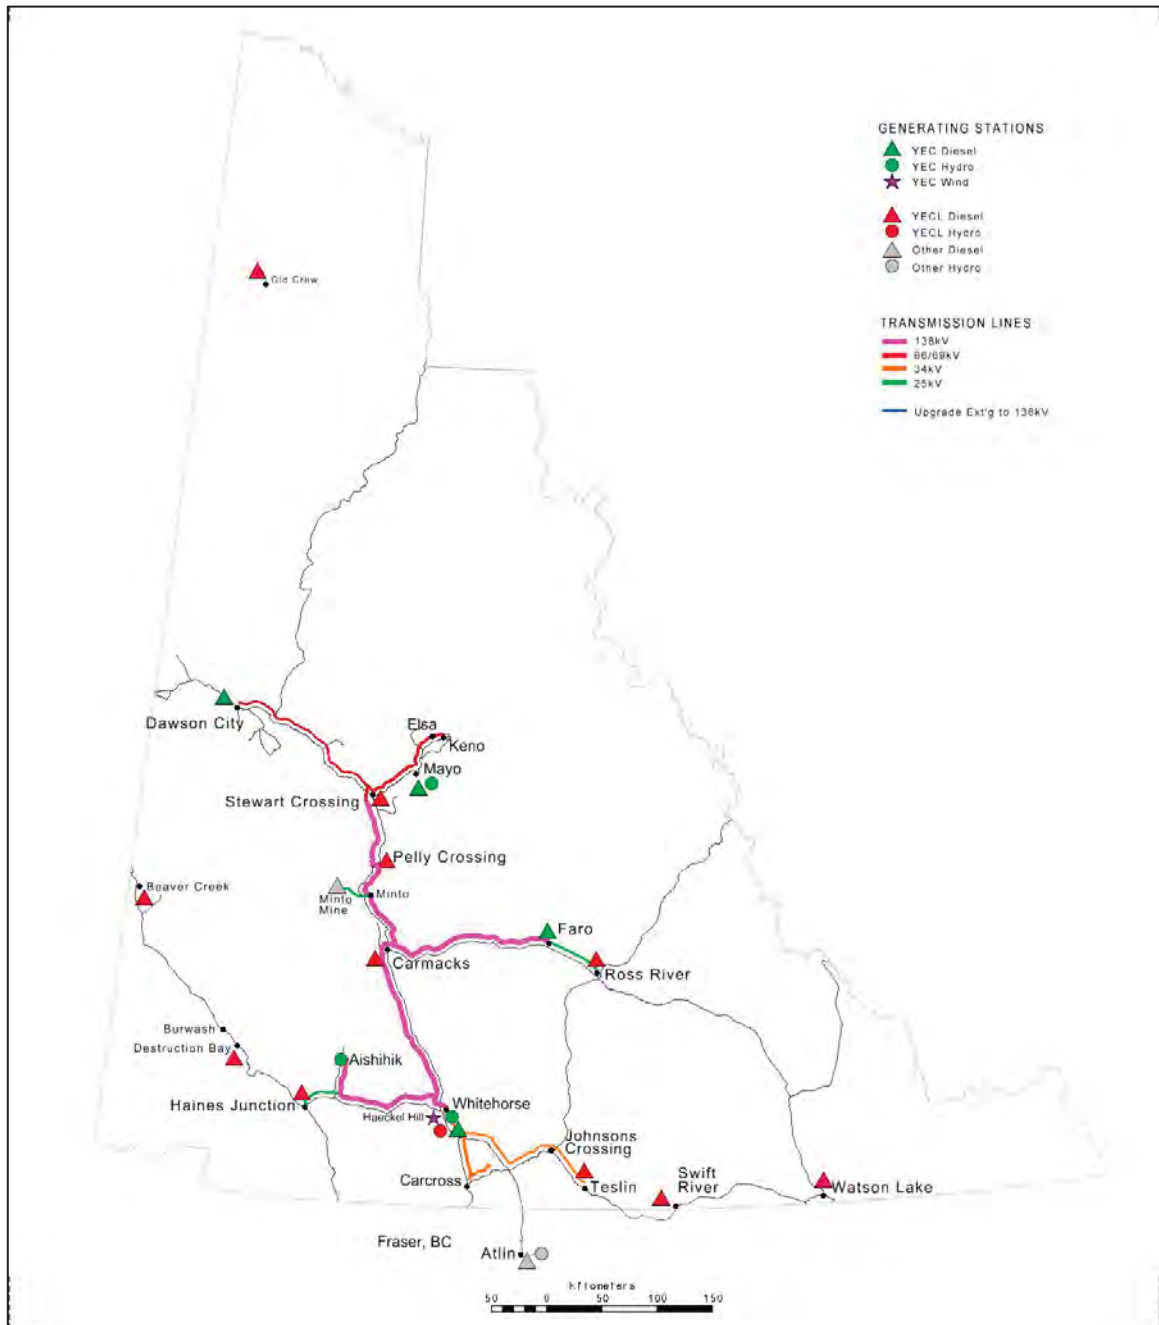 GENERATING STATIONS
YEC Diesel
YEC Hydro
YEC Wind
YECL Diesel
YECL Hydro
Other Diesel
Other Hydro
TRANSMISSION LINES
138kV
66/69kV
34kV
25kV
Upgrade Ext'g to 138kV
Old Crow
Dawson City
Elsa
Keno
Mayo
Stewart Crossing
Pelly Crossing
Beaver Creek
Minto
Minto
Mine
Faro
Carmacks
Ross River
Burwash
Destruction Bay
Aishihik
Haines Junction
Whitehorse
Haeckel Hill
Johnsons
Crossing
Carcross
Teslin
Swift
River
Watson Lake
Fraser, BC
Atlin
kilometers
50 0 50 100 150